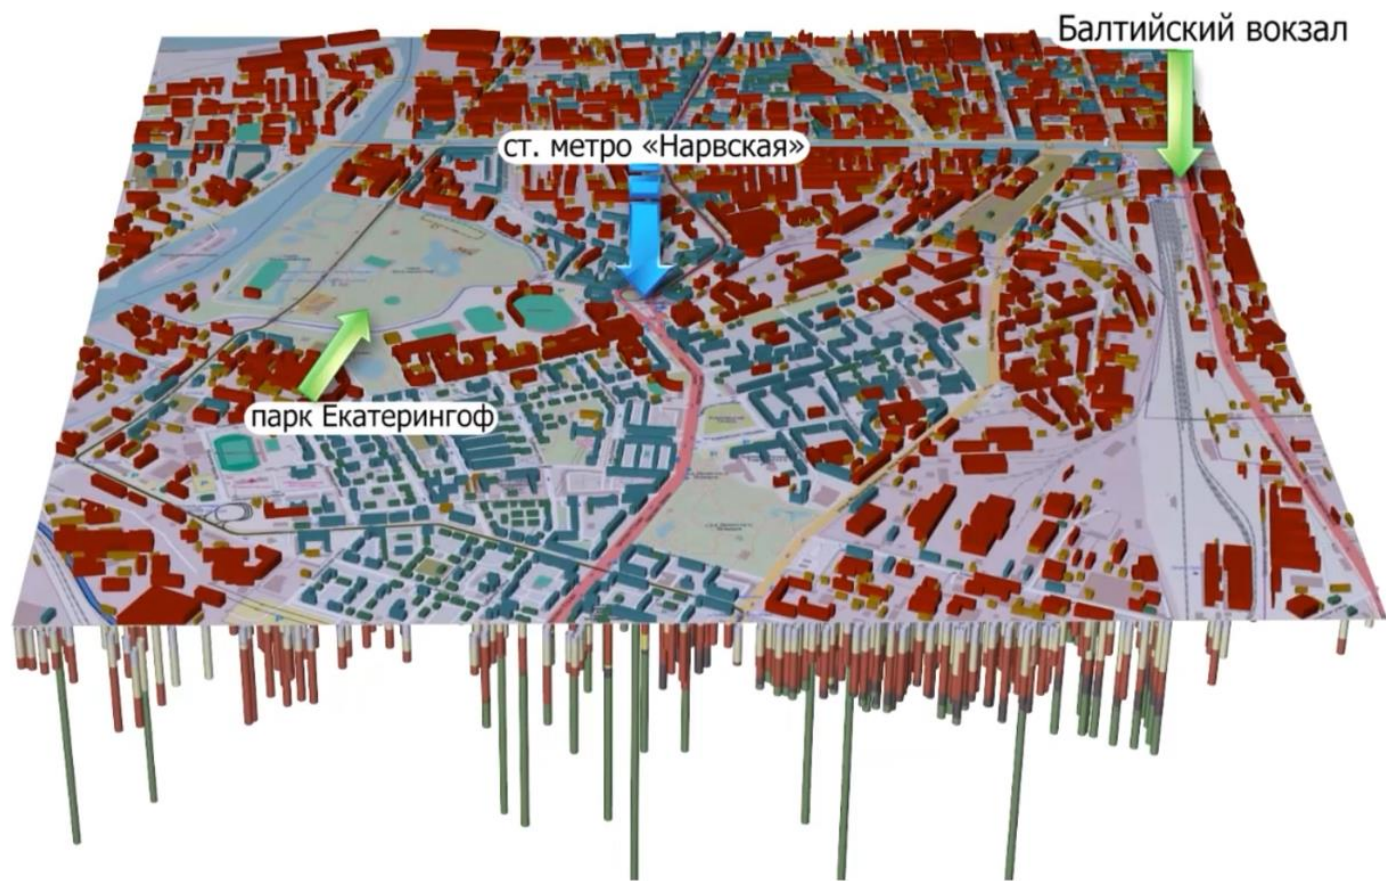 Балтийский вокзал
ст. метро «Нарвская»
парк Екатерингоф